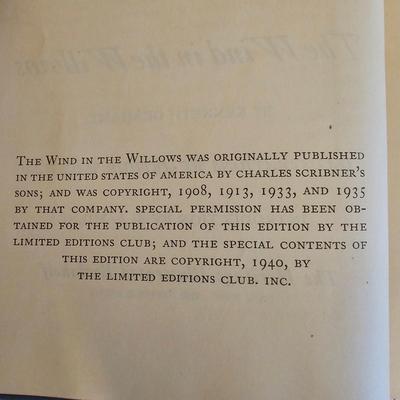 THE WIND IN THE WILLOWS WAS ORIGINALLY PUBLISHED
IN THE UNITED STATES OF AMERICA BY CHARLES SCRIBNER'S
SONS; AND WAS COPYRIGHT, 1908, 1913, 1933, AND 1935
BY THAT COMPANY. SPECIAL PERMISSION HAS BEEN OB-
TAINED FOR THE PUBLICATION OF THIS EDITION BY THE
LIMITED EDITIONS CLUB; AND THE SPECIAL CONTENTS OF
THIS EDITION ARE COPYRIGHT, 1940, BY
THE LIMITED EDITIONS CLUB. INC.